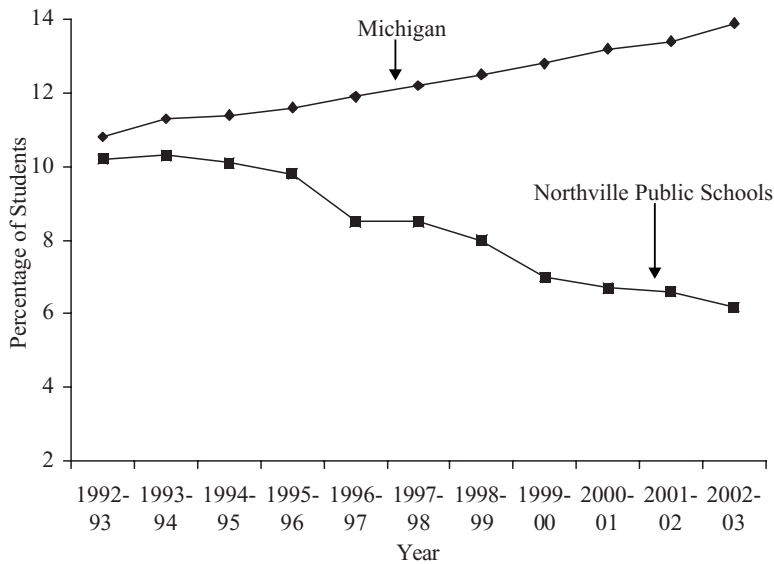 14
12
10
8
6
4
2
Percentage of Students
Michigan
Northville Public Schools
1992- 1993- 1994- 1995- 1996- 1997- 1998- 1999- 2000- 2001- 2002-
93 94 95 96 97 98 99 00 01 02 03
Year